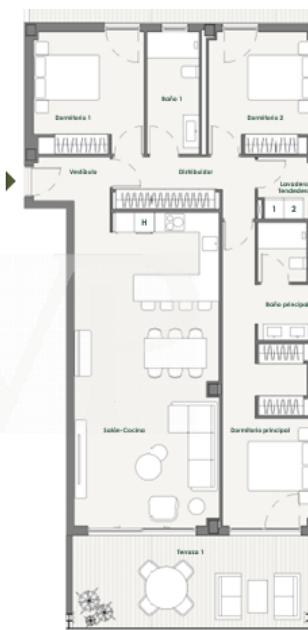 Baño 1
Dormitorio 1
Dormitorio 2
Vestíbulo
Distribuidor
Lavadero
Tendedero
1 2
H
Baño principal
Salón-Cocina
Dormitorio principal
Terraza 1